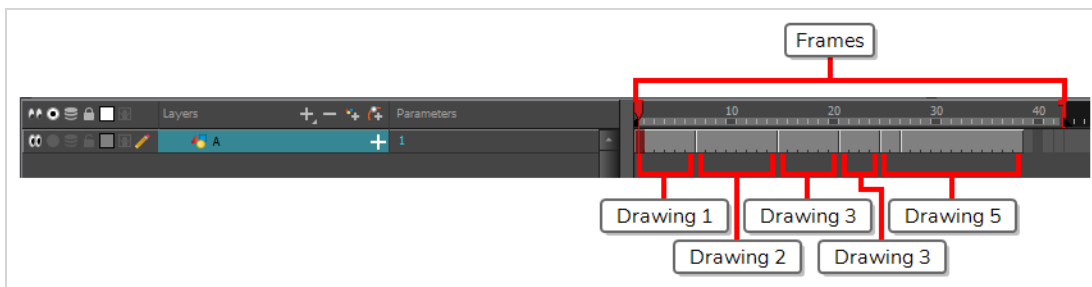 Frames
Layers
Parameters
10 20 30 40
A
1
Drawing 1 Drawing 3 Drawing 5
Drawing 2 Drawing 3